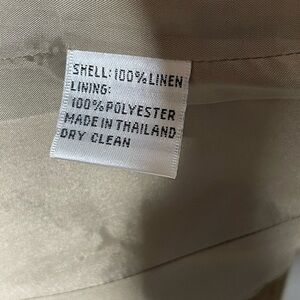 SHELL: 100% LINEN
LINING:
100% POLYESTER
MADE IN THAILAND
DRY CLEAN